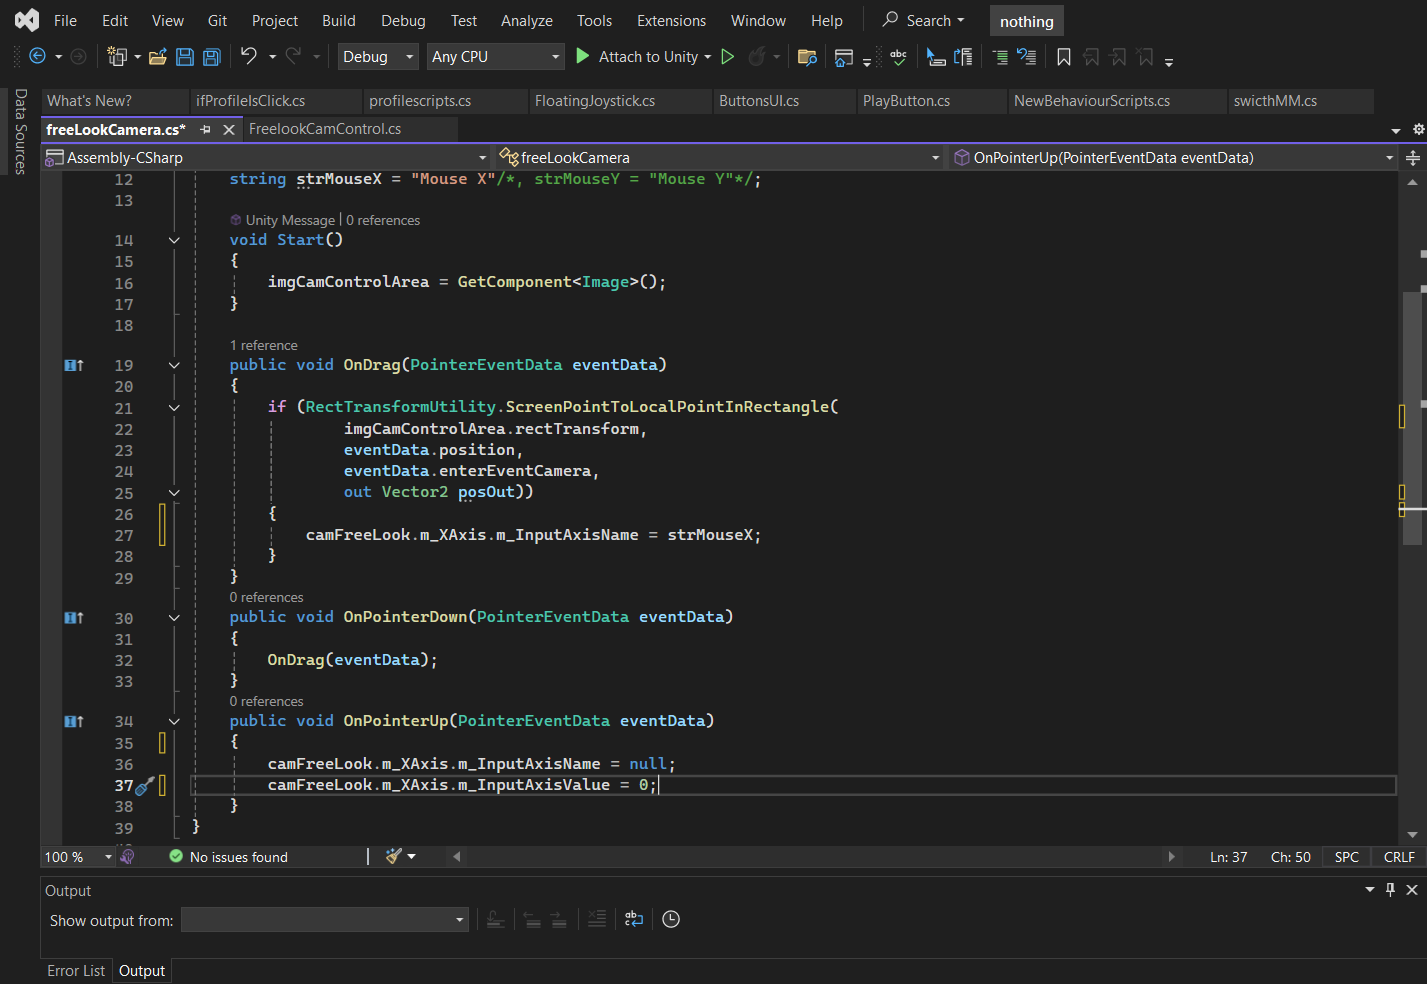 File Edit View Git Project Build Debug Test Analyze Tools Extensions Window Help Search nothing
Debug Any CPU Attach to Unity
Data Sources
What's New? ifProfileIsClick.cs profilescripts.cs FloatingJoystick.cs ButtonsUI.cs PlayButton.cs NewBehaviourScripts.cs swicthMM.cs
freeLookCamera.cs* FreelookCamControl.cs
Assembly-CSharp freeLookCamera OnPointerUp(PointerEventData eventData)
12 string strMouseX = "Mouse X"/*, strMouseY = "Mouse Y"*/;
13
Unity Message | 0 references
14 void Start()
15 {
16 imgCamControlArea = GetComponent<Image>();
17 }
18
1 reference
19 public void OnDrag(PointerEventData eventData)
20 {
21 if (RectTransformUtility.ScreenPointToLocalPointInRectangle(
22 imgCamControlArea.rectTransform,
23 eventData.position,
24 eventData.enterEventCamera,
25 out Vector2 posOut))
26 {
27 camFreeLook.m_XAxis.m_InputAxisName = strMouseX;
28 }
29 }
0 references
30 public void OnPointerDown(PointerEventData eventData)
31 {
32 OnDrag(eventData);
33 }
0 references
34 public void OnPointerUp(PointerEventData eventData)
35 {
36 camFreeLook.m_XAxis.m_InputAxisName = null;
37 camFreeLook.m_XAxis.m_InputAxisValue = 0;
38 }
39 }
100 % No issues found Ln: 37 Ch: 50 SPC CRLF
Output
Show output from:
Error List Output